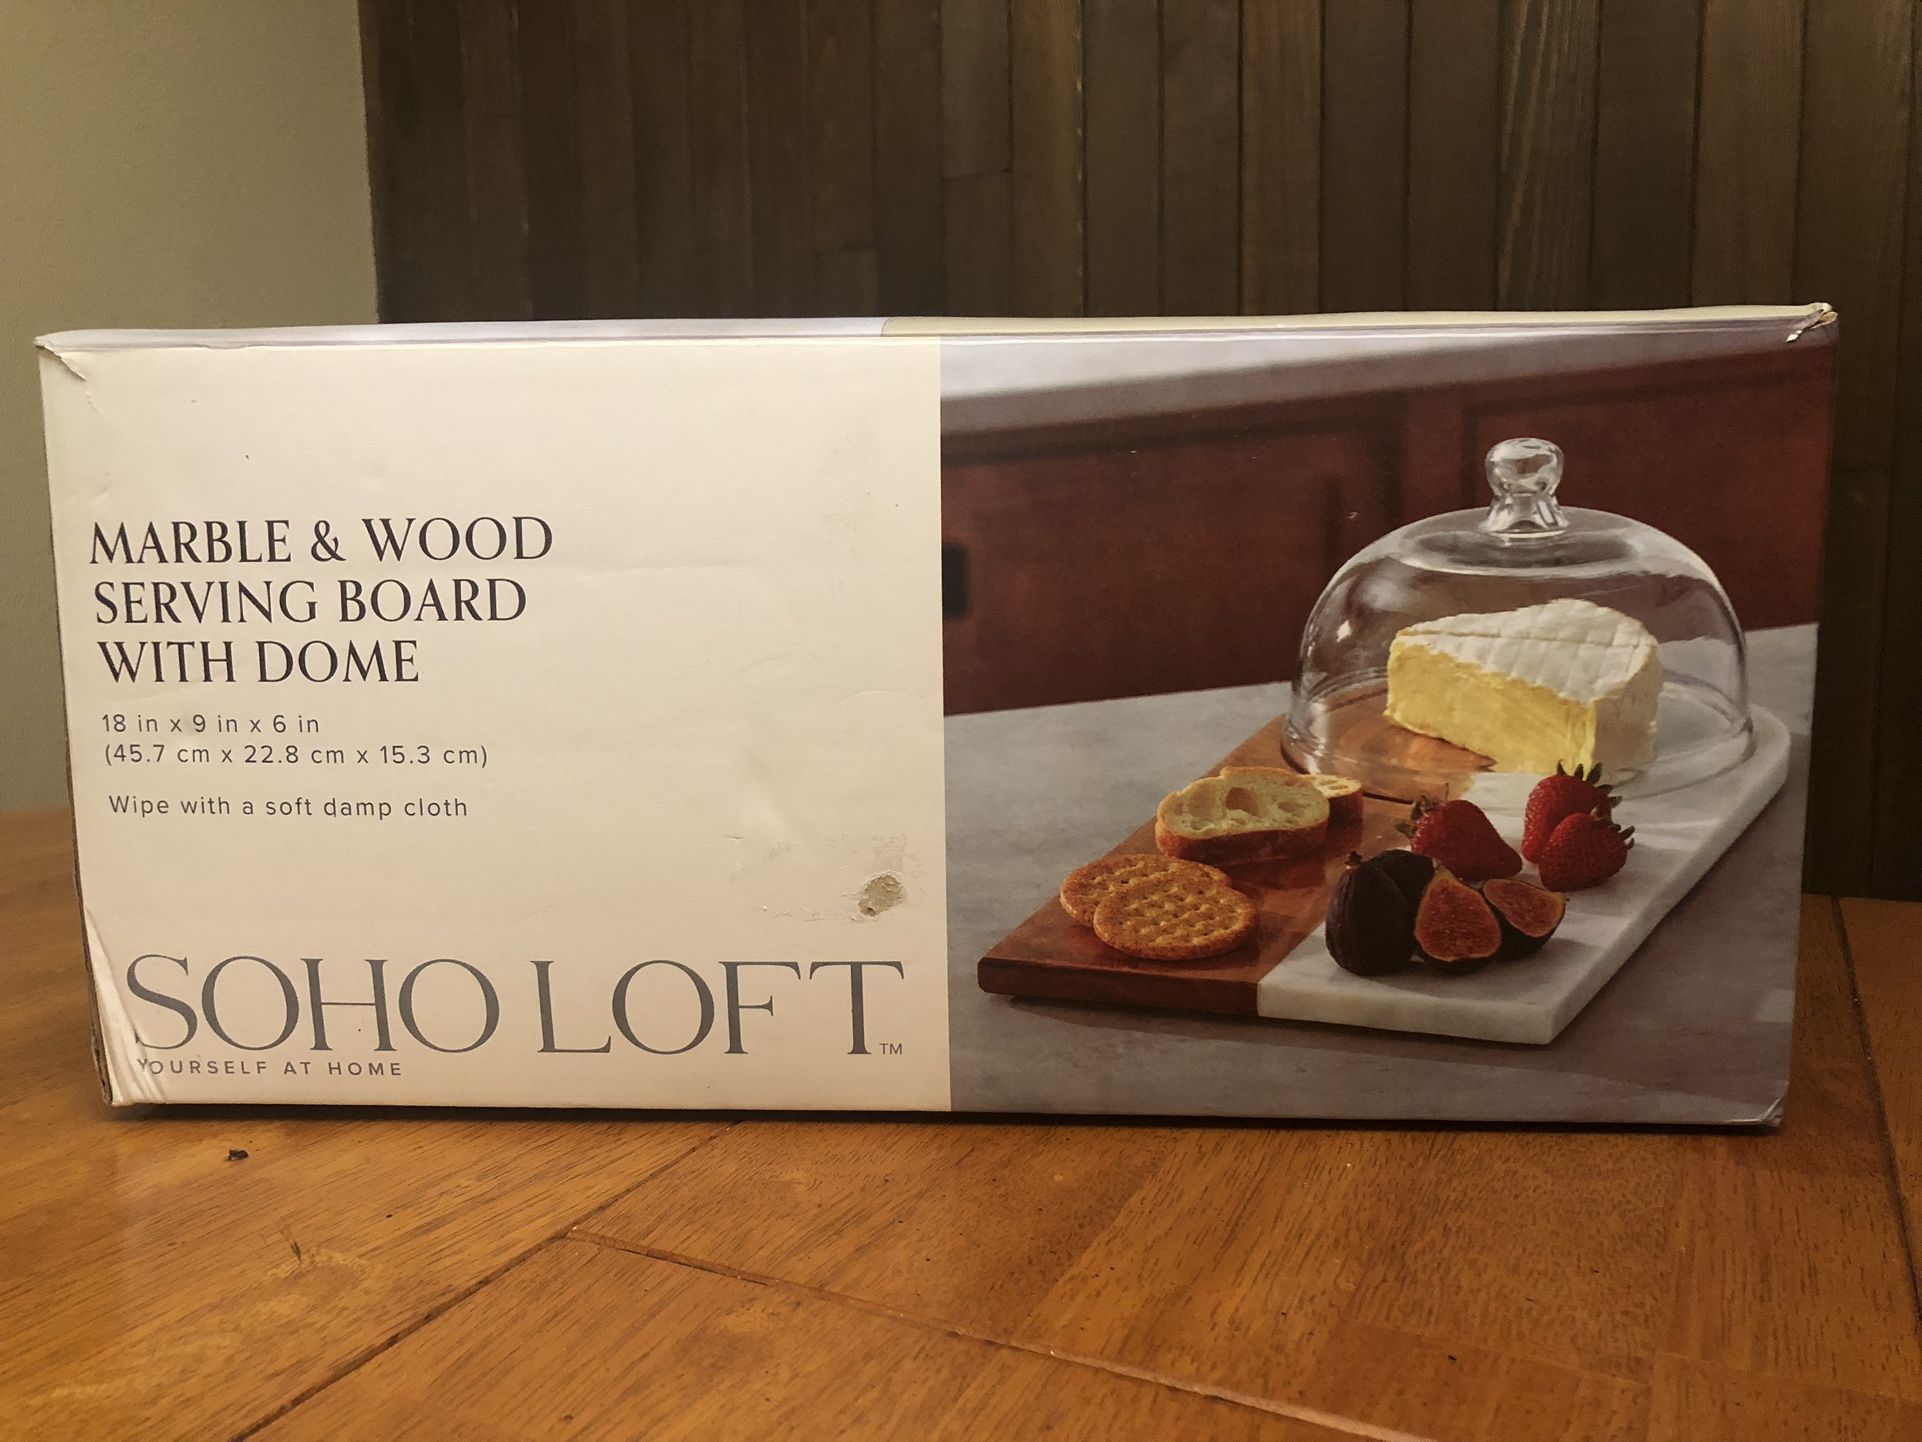 MARBLE & WOOD
SERVING BOARD
WITH DOME
18 in x 9 in x 6 in
(45.7 cm x 22.8 cm x 15.3 cm)
Wipe with a soft damp cloth
SOHO LOFT™
YOURSELF AT HOME